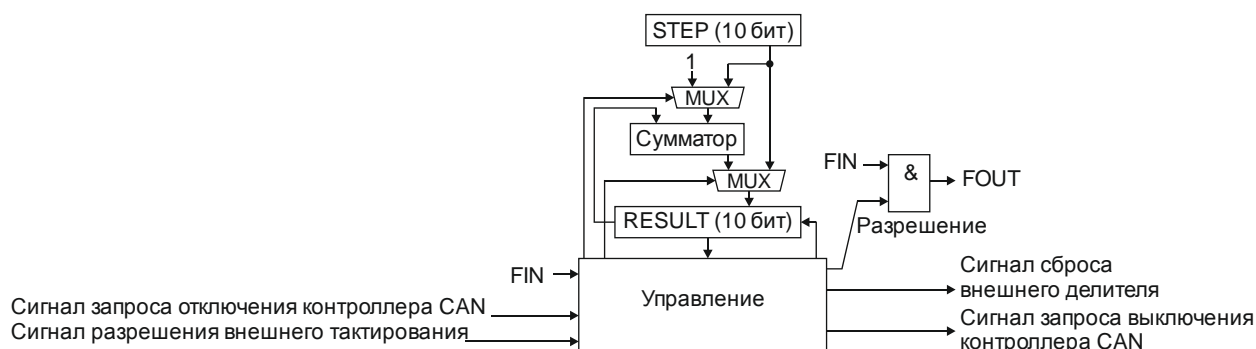 STEP (10 бит)
1
MUX
Сумматор
MUX
FIN
&
FOUT
RESULT (10 бит)
Разрешение
FIN
Управление
Сигнал запроса отключения контроллера CAN
Сигнал разрешения внешнего тактирования
Сигнал сброса
внешнего делителя
Сигнал запроса выключения
контроллера CAN